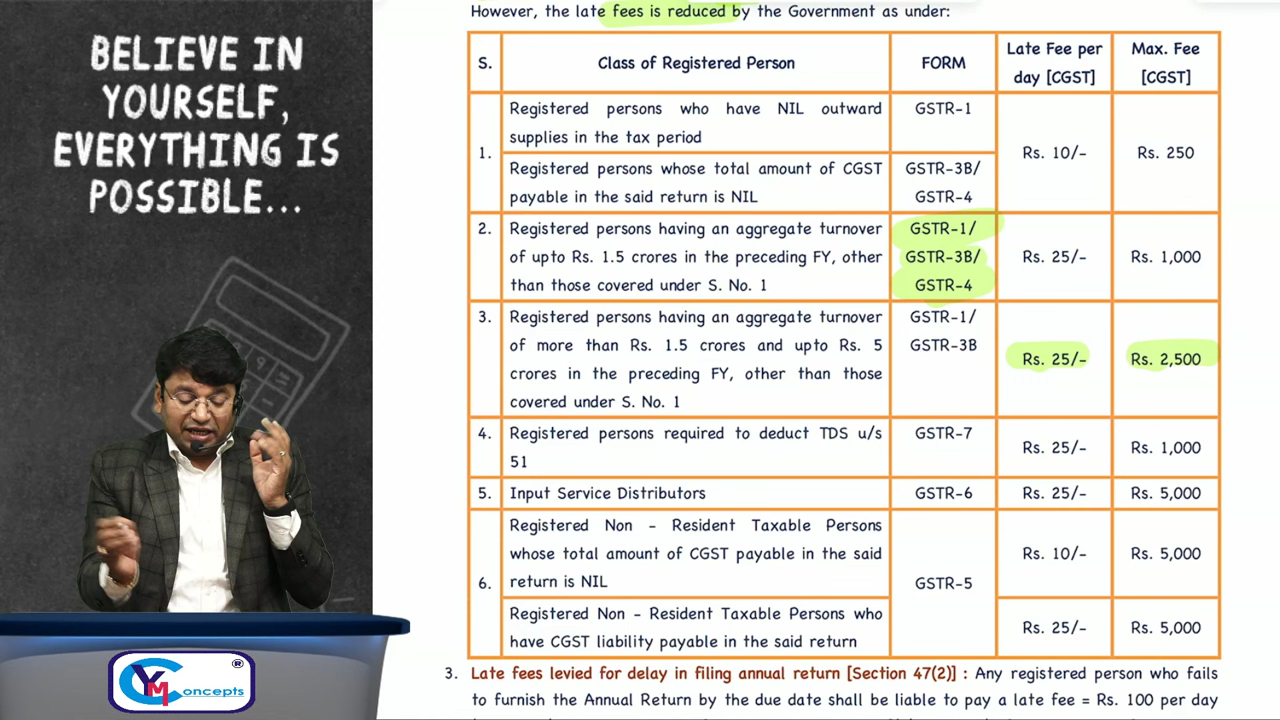 BELIEVE IN
YOURSELF,
EVERYTHING IS
POSSIBLE...
CYM oncepts ®
However, the late fees is reduced by the Government as under:
S. Class of Registered Person FORM Late Fee per day [CGST] Max. Fee [CGST]
1. Registered persons who have NIL outward
supplies in the tax period
GSTR-1
Registered persons whose total amount of CGST
payable in the said return is NIL
GSTR-3B/
GSTR-4
Rs. 10/- Rs. 250
2. Registered persons having an aggregate turnover
of upto Rs. 1.5 crores in the preceding FY, other
than those covered under S. No. 1
GSTR-1/
GSTR-3B/
GSTR-4
Rs. 25/- Rs. 1,000
3. Registered persons having an aggregate turnover
of more than Rs. 1.5 crores and upto Rs. 5
crores in the preceding FY, other than those
covered under S. No. 1
GSTR-1/
GSTR-3B
Rs. 25/- Rs. 2,500
4. Registered persons required to deduct TDS u/s
51
GSTR-7 Rs. 25/- Rs. 1,000
5. Input Service Distributors GSTR-6 Rs. 25/- Rs. 5,000
6. Registered Non - Resident Taxable Persons
whose total amount of CGST payable in the said
return is NIL
Rs. 10/- Rs. 5,000
GSTR-5
Registered Non - Resident Taxable Persons who
have CGST liability payable in the said return
Rs. 25/- Rs. 5,000
3. Late fees levied for delay in filing annual return [Section 47(2)] : Any registered person who fails
to furnish the Annual Return by the due date shall be liable to pay a late fee = Rs. 100 per day